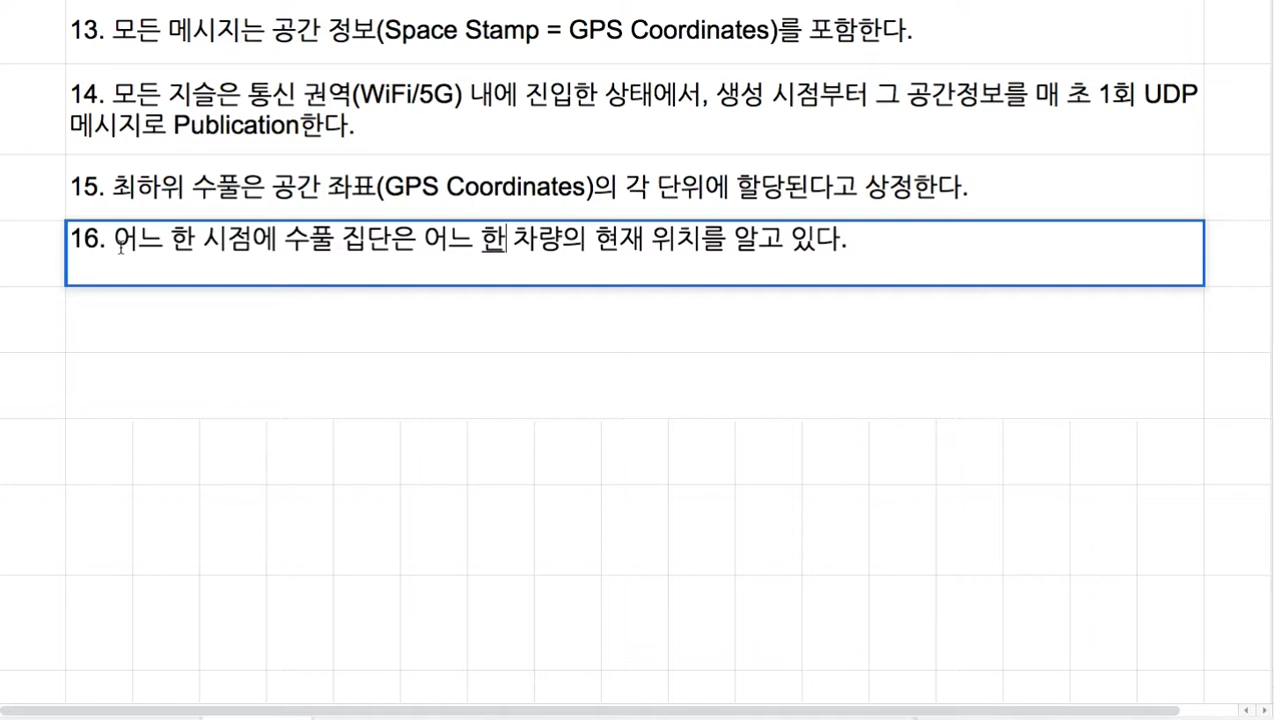 13. 모든 메시지는 공간 정보(Space Stamp = GPS Coordinates)를 포함한다.
14. 모든 지슬은 통신 권역(WiFi/5G) 내에 진입한 상태에서, 생성 시점부터 그 공간정보를 매 초 1회 UDP
메시지로 Publication한다.
15. 최하위 수풀은 공간 좌표(GPS Coordinates)의 각 단위에 할당된다고 상정한다.
16. 어느 한 시점에 수풀 집단은 어느 한 차량의 현재 위치를 알고 있다.